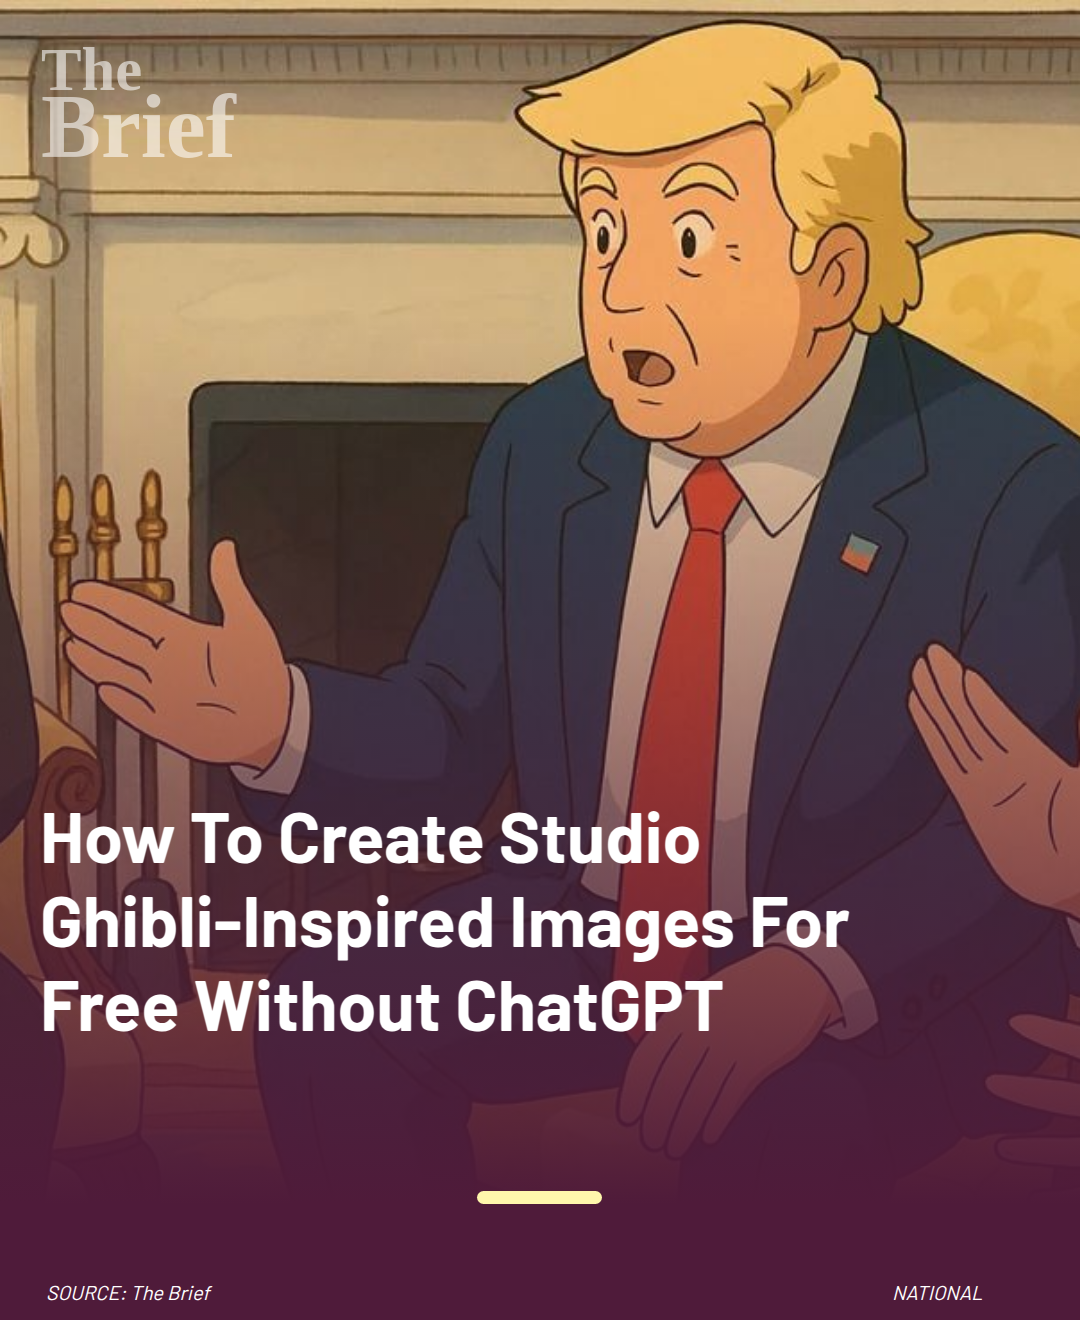 The
Brief
How To Create Studio
Ghibli-Inspired Images For
Free Without ChatGPT
SOURCE: The Brief
NATIONAL